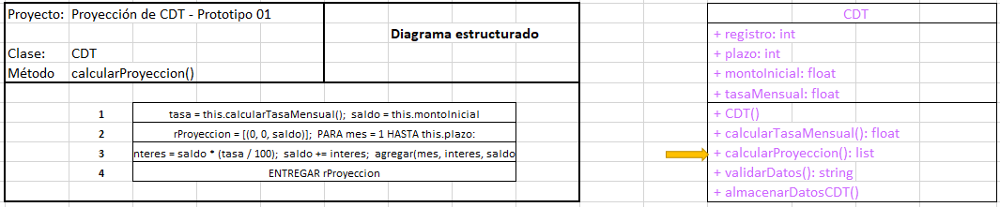 Proyecto: Proyección de CDT - Prototipo 01
Diagrama estructurado
Clase: CDT
Método calcularProyeccion()
1 tasa = this.calcularTasaMensual(); saldo = this.montoInicial
2 rProyeccion = [(0, 0, saldo)]; PARA mes = 1 HASTA this.plazo:
3 nteres = saldo * (tasa / 100); saldo += interes; agregar(mes, interes, saldo
4 ENTREGAR rProyeccion
CDT
+ registro: int
+ plazo: int
+ montoInicial: float
+ tasaMensual: float
+ CDT()
+ calcularTasaMensual(): float
+ calcularProyeccion(): list
+ validarDatos(): string
+ almacenarDatosCDT()